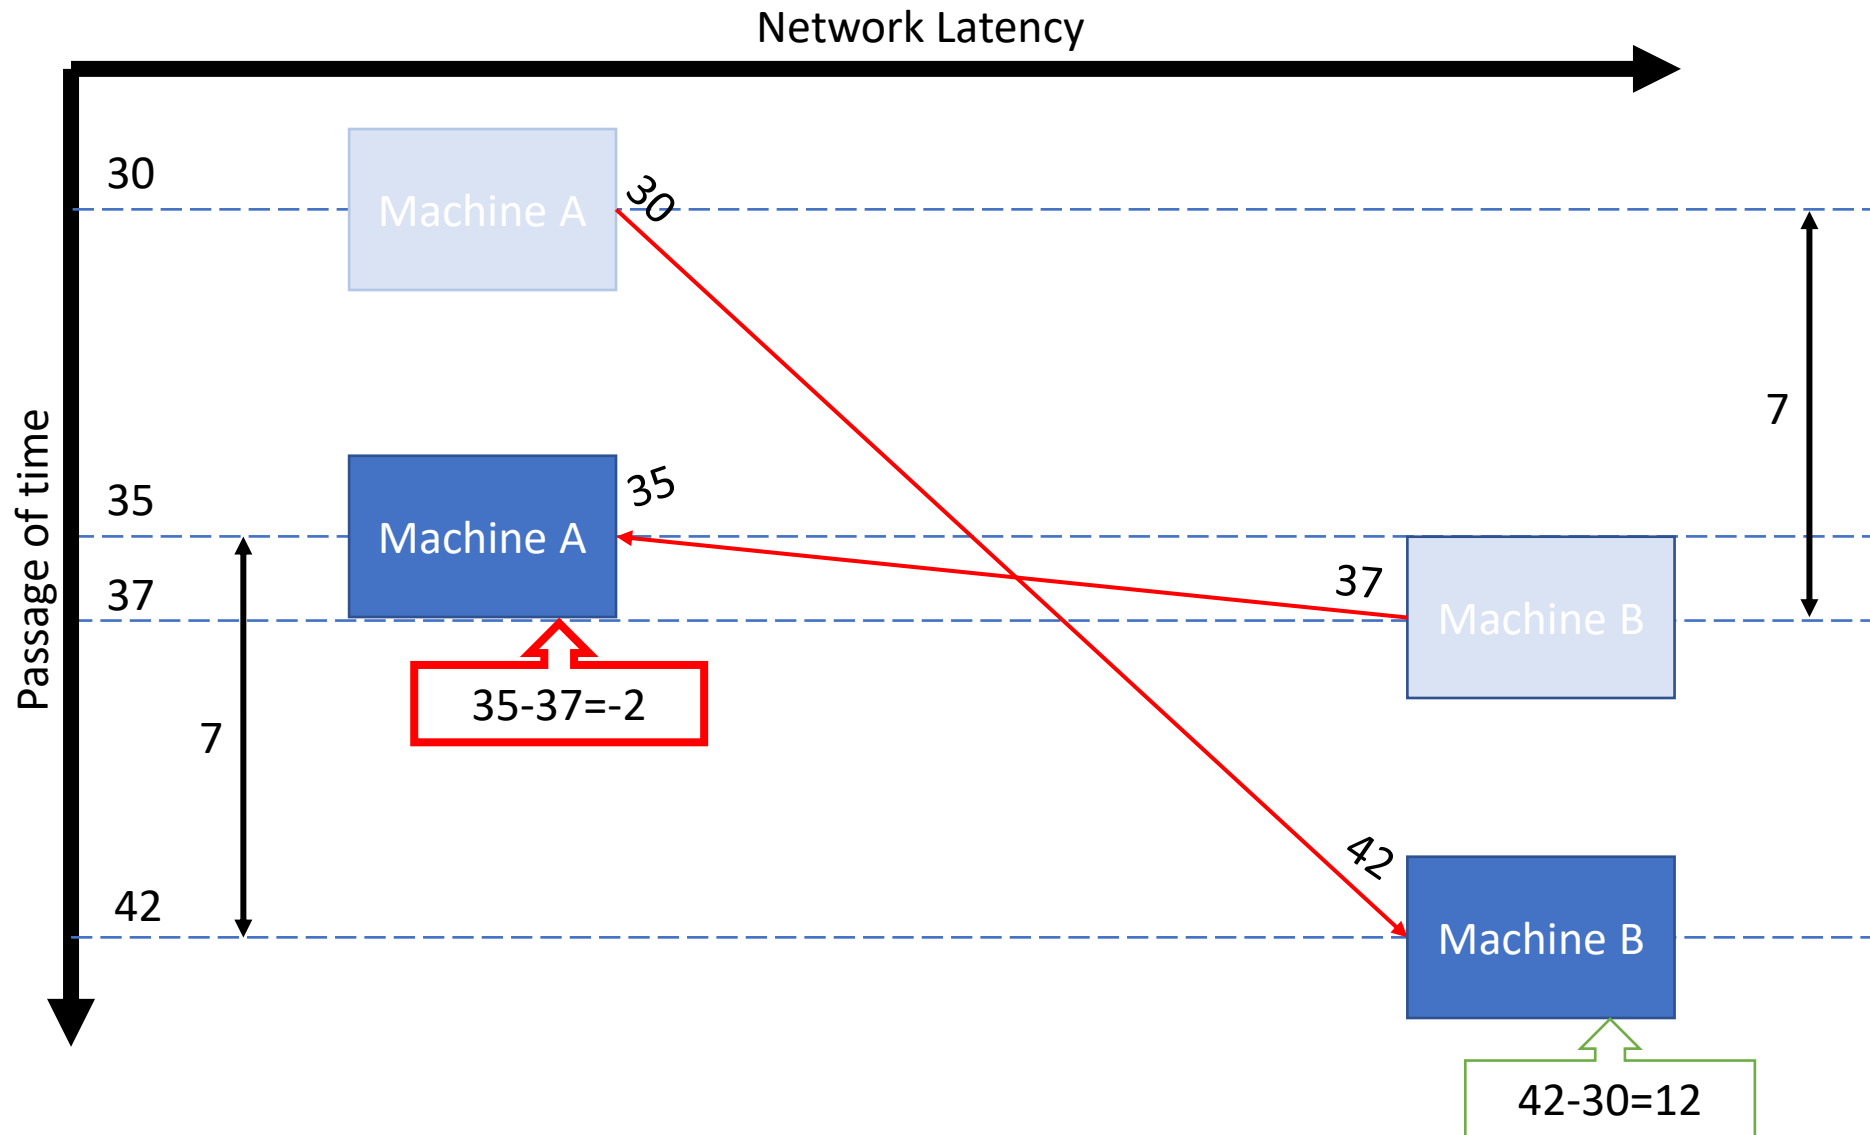 Network Latency
30
Machine A
30
7
Passage of time
35
Machine A
35
37
37
Machine B
35-37=-2
7
42
42
Machine B
42-30=12